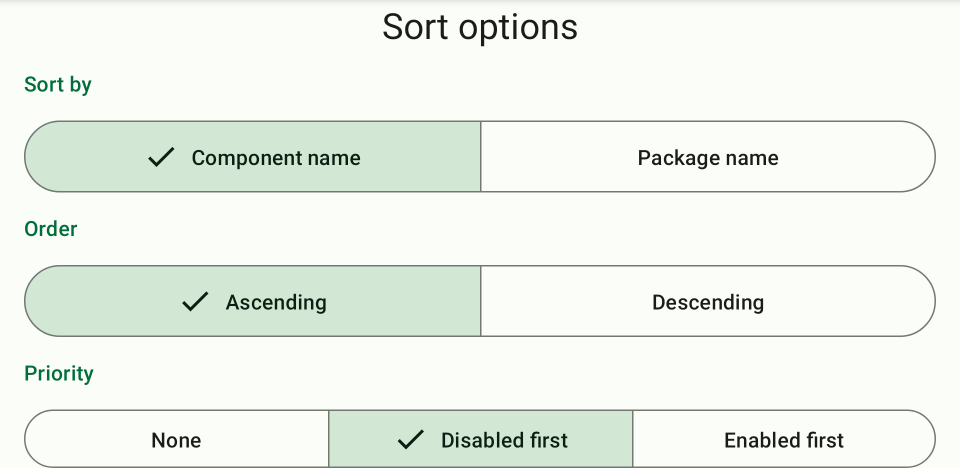 Sort options
Sort by
Component name Package name
Order
Ascending Descending
Priority
None Disabled first Enabled first